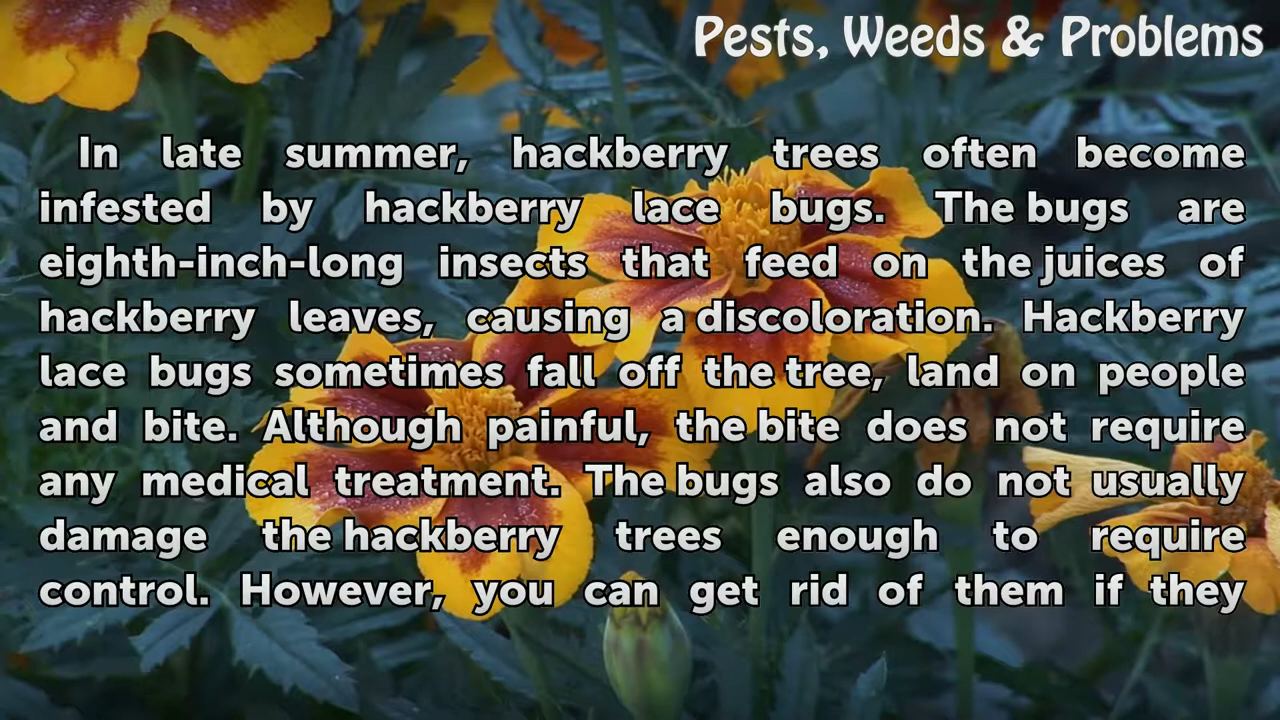 Pests, Weeds & Problems
In late summer, hackberry trees often become
infested by hackberry lace bugs. The bugs are
eighth-inch-long insects that feed on the juices of
hackberry leaves, causing a discoloration. Hackberry
lace bugs sometimes fall off the tree, land on people
and bite. Although painful, the bite does not require
any medical treatment. The bugs also do not usually
damage the hackberry trees enough to require
control. However, you can get rid of them if they